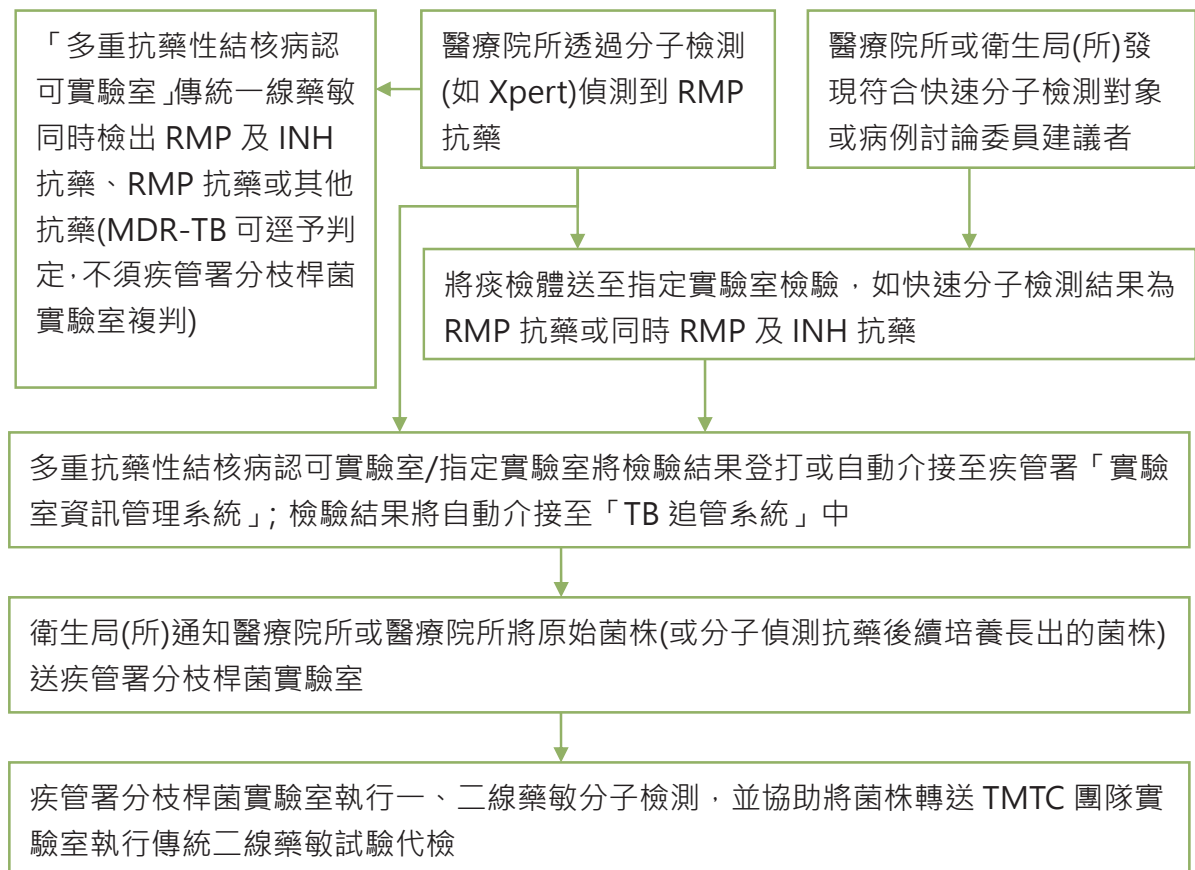 「多重抗藥性結核病認
可實驗室」傳統一線藥敏
同時檢出 RMP 及 INH
抗藥、RMP 抗藥或其他
抗藥(MDR-TB 可逕予判
定,不須疾管署分枝桿菌
實驗室複判)
醫療院所透過分子檢測
(如 Xpert)偵測到 RMP
抗藥
醫療院所或衛生局(所)發
現符合快速分子檢測對象
或病例討論委員建議者
將痰檢體送至指定實驗室檢驗,如快速分子檢測結果為
RMP 抗藥或同時 RMP 及 INH 抗藥
多重抗藥性結核病認可實驗室/指定實驗室將檢驗結果登打或自動介接至疾管署「實驗
室資訊管理系統」; 檢驗結果將自動介接至「TB 追管系統」中
衛生局(所)通知醫療院所或醫療院所將原始菌株(或分子偵測抗藥後續培養長出的菌株)
送疾管署分枝桿菌實驗室
疾管署分枝桿菌實驗室執行一、二線藥敏分子檢測,並協助將菌株轉送 TMTC 團隊實
驗室執行傳統二線藥敏試驗代檢